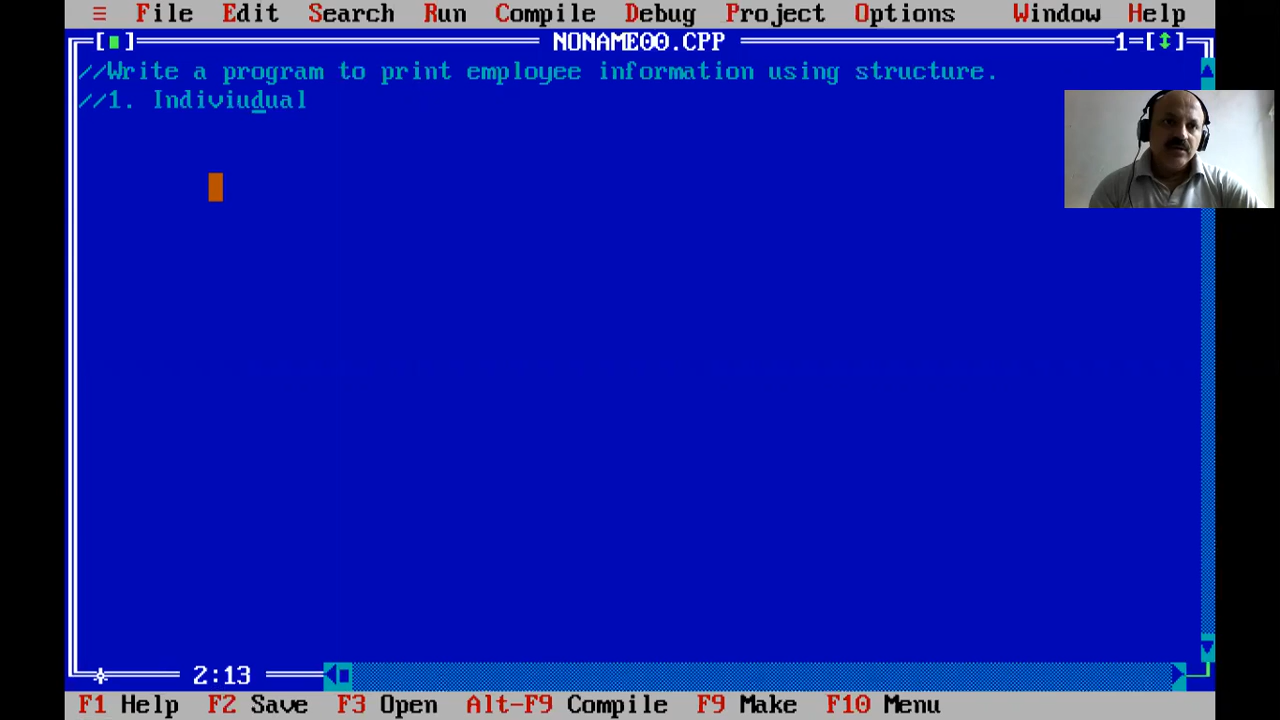 ≡ File Edit Search Run Compile Debug Project Options Window Help
[■] NONAME00.CPP 1=[↕]
//Write a program to print employee information using structure.
//1. Indiviudual
2:13
F1 Help F2 Save F3 Open Alt-F9 Compile F9 Make F10 Menu